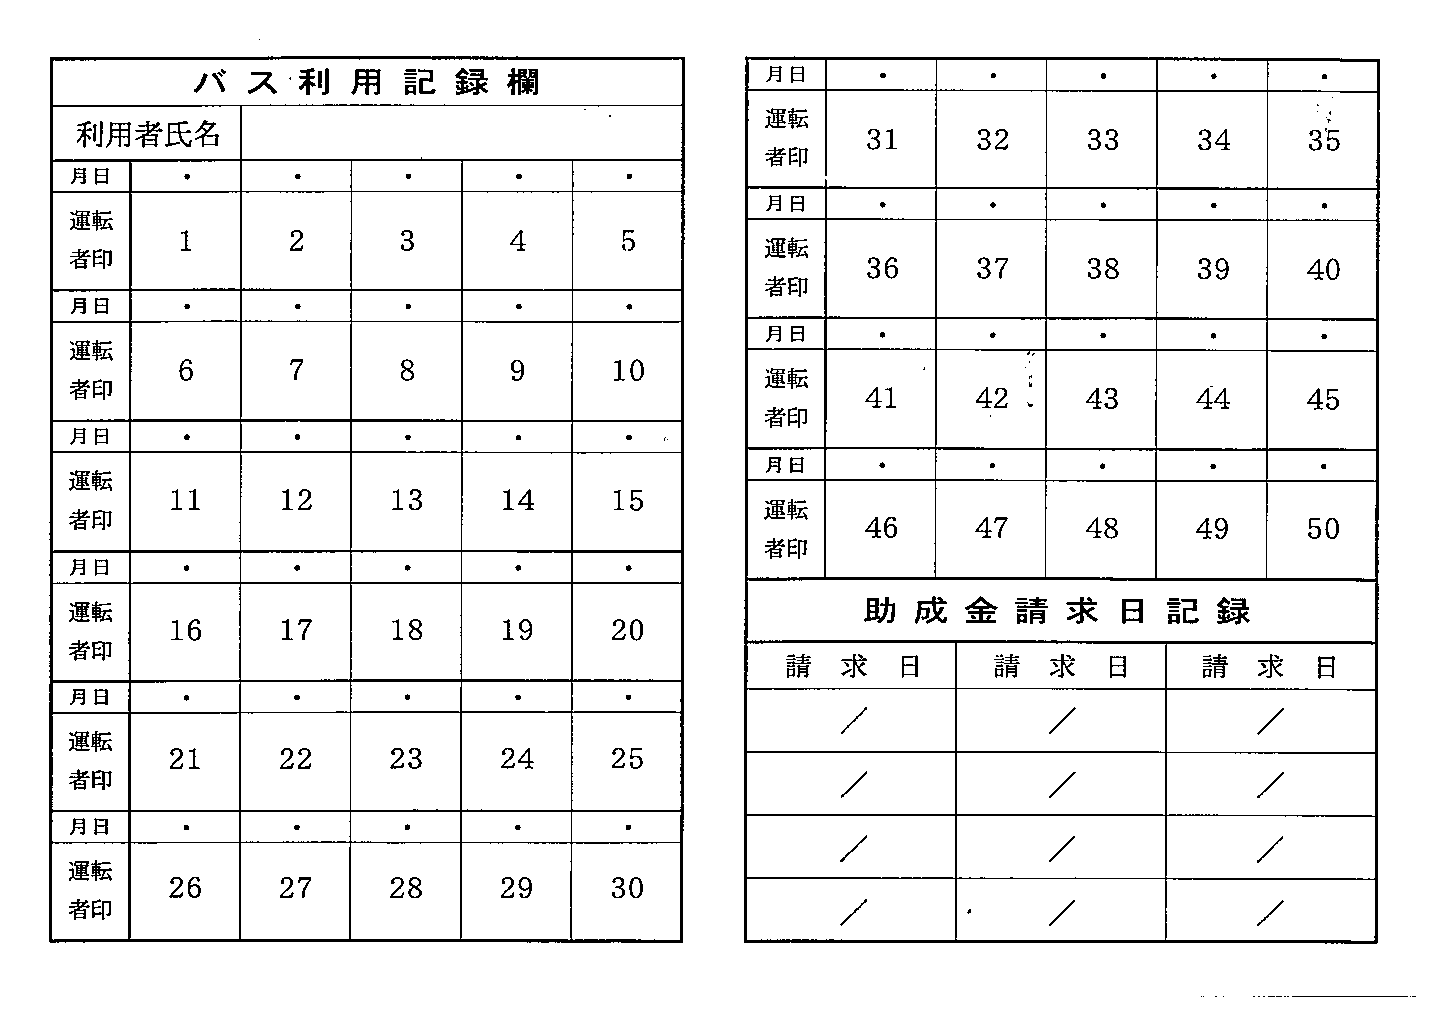 バス利用記録欄
利用者氏名
月日 ・ ・ ・ ・ ・
運転者印 1 2 3 4 5
月日 ・ ・ ・ ・ ・
運転者印 6 7 8 9 10
月日 ・ ・ ・ ・ ・
運転者印 11 12 13 14 15
月日 ・ ・ ・ ・ ・
運転者印 16 17 18 19 20
月日 ・ ・ ・ ・ ・
運転者印 21 22 23 24 25
月日 ・ ・ ・ ・ ・
運転者印 26 27 28 29 30
月日 ・ ・ ・ ・ ・
運転者印 31 32 33 34 35
月日 ・ ・ ・ ・ ・
運転者印 36 37 38 39 40
月日 ・ ・ ・ ・ ・
運転者印 41 42 43 44 45
月日 ・ ・ ・ ・ ・
運転者印 46 47 48 49 50
助成金請求日記録
請求日 請求日 請求日
／ ／ ／
／ ／ ／
／ ／ ／
／ ／ ／